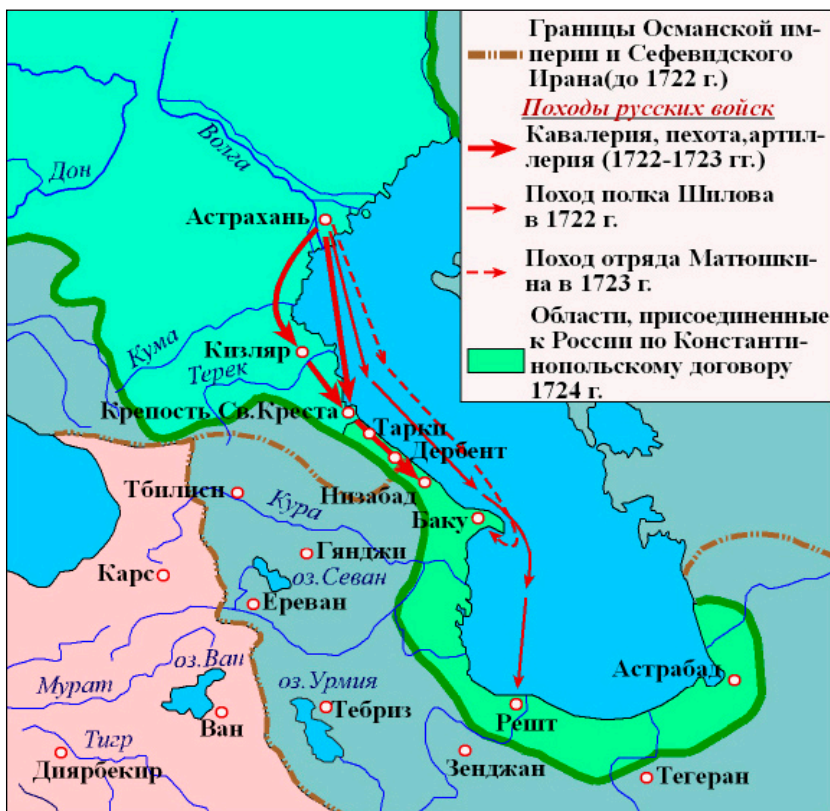 Границы Османской им-
перии и Сефевидского
Ирана(до 1722 г.)
Походы русских войск
Кавалерия, пехота,артил-
лерия (1722-1723 гг.)
Поход полка Шилова
в 1722 г.
Поход отряда Матюшки-
на в 1723 г.
Области, присоединенные
к России по Константи-
нопольскому договору
1724 г.
Волга
Дон
Астрахань
Кума
Кизляр
Терек
Крепость Св.Креста
Тарки
Дербент
Низабад
Тбилиси
Кура
Баку
Гянджи
Карс
оз.Севан
Ереван
оз.Ван
Мурат
оз.Урмия
Астрабад
Ван
Тебриз
Решт
Тигр
Диярбекир
Зенджан
Тегеран